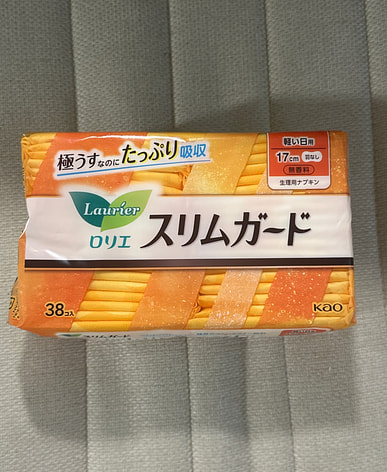 極うすなのにたっぷり吸収
軽い日用
17cm 羽なし
無香料
生理用ナプキン
Laurier
ロリエ スリムガード
38コ入
Kao